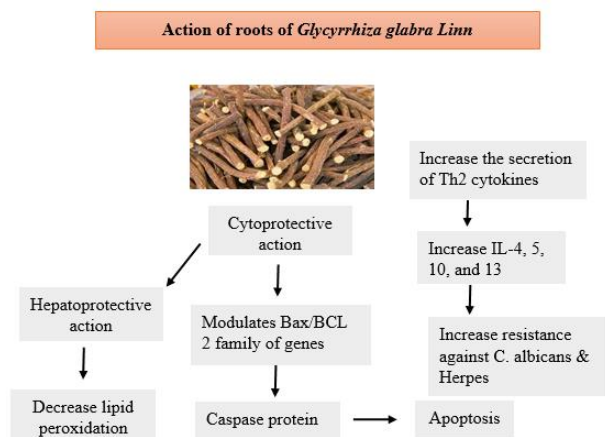 Action of roots of Glycyrrhiza glabra Linn
Increase the secretion
of Th2 cytokines
Cytoprotective
action
Increase IL-4, 5,
10, and 13
Hepatoprotective
action
Modulates Bax/BCL
2 family of genes
Increase resistance
against C. albicans &
Herpes
Decrease lipid
peroxidation
Caspase protein
Apoptosis